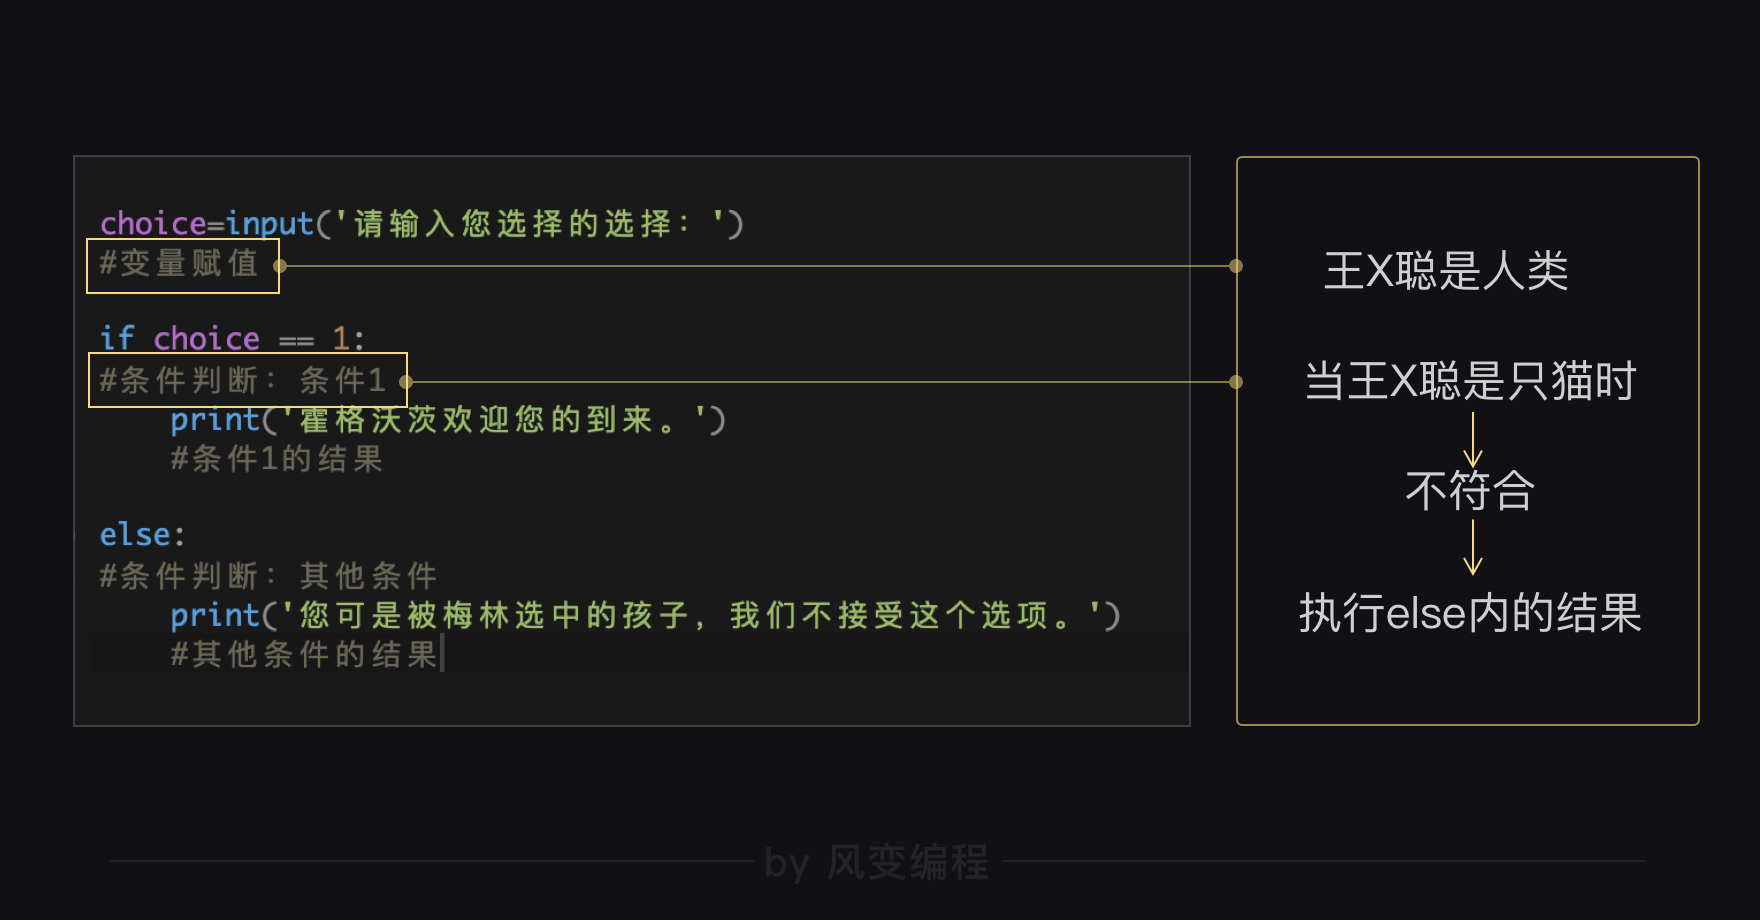 choice=input('请输入您选择的选择：')
#变量赋值
if choice == 1:
#条件判断：条件1
print('霍格沃茨欢迎您的到来。')
#条件1的结果
else:
#条件判断：其他条件
print('您可是被梅林选中的孩子，我们不接受这个选项。')
#其他条件的结果
王X聪是人类
当王X聪是只猫时
不符合
执行else内的结果
by 风变编程